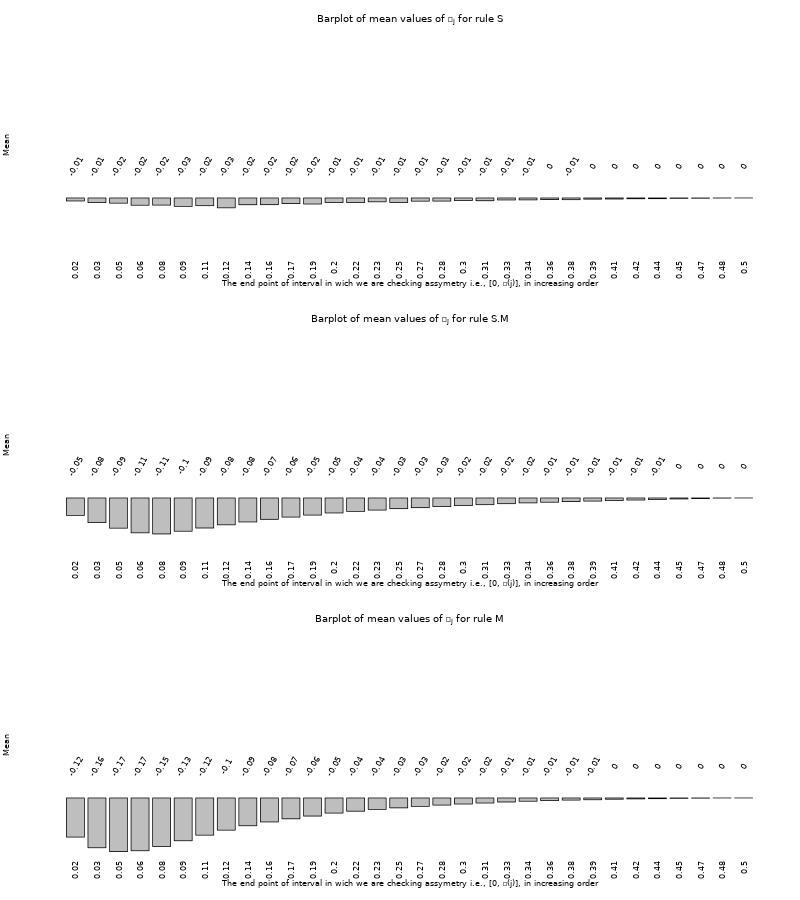 Barplot of mean values of □j for rule S
Mean
-0.01 -0.01 -0.02 -0.02 -0.02 -0.03 -0.02 -0.03 -0.02 -0.02 -0.02 -0.02 -0.01 -0.01 -0.01 -0.01 -0.01 -0.01 -0.01 -0.01 -0.01 -0.01 0 -0.01 0 0 0 0 0 0 0 0
0.02 0.03 0.05 0.06 0.08 0.09 0.11 0.12 0.14 0.16 0.17 0.19 0.2 0.22 0.23 0.25 0.27 0.28 0.3 0.31 0.33 0.34 0.36 0.38 0.39 0.41 0.42 0.44 0.45 0.47 0.48 0.5
The end point of interval in wich we are checking assymetry i.e., [0, □(j)], in increasing order
Barplot of mean values of □j for rule S.M
Mean
-0.05 -0.08 -0.09 -0.11 -0.11 -0.1 -0.09 -0.08 -0.08 -0.07 -0.06 -0.05 -0.05 -0.04 -0.04 -0.03 -0.03 -0.03 -0.02 -0.02 -0.02 -0.02 -0.01 -0.01 -0.01 -0.01 -0.01 -0.01 0 0 0 0
0.02 0.03 0.05 0.06 0.08 0.09 0.11 0.12 0.14 0.16 0.17 0.19 0.2 0.22 0.23 0.25 0.27 0.28 0.3 0.31 0.33 0.34 0.36 0.38 0.39 0.41 0.42 0.44 0.45 0.47 0.48 0.5
The end point of interval in wich we are checking assymetry i.e., [0, □(j)], in increasing order
Barplot of mean values of □j for rule M
Mean
-0.12 -0.16 -0.17 -0.17 -0.15 -0.13 -0.12 -0.1 -0.09 -0.08 -0.07 -0.06 -0.05 -0.04 -0.04 -0.03 -0.03 -0.02 -0.02 -0.02 -0.01 -0.01 -0.01 -0.01 -0.01 0 0 0 0 0 0 0
0.02 0.03 0.05 0.06 0.08 0.09 0.11 0.12 0.14 0.16 0.17 0.19 0.2 0.22 0.23 0.25 0.27 0.28 0.3 0.31 0.33 0.34 0.36 0.38 0.39 0.41 0.42 0.44 0.45 0.47 0.48 0.5
The end point of interval in wich we are checking assymetry i.e., [0, □(j)], in increasing order